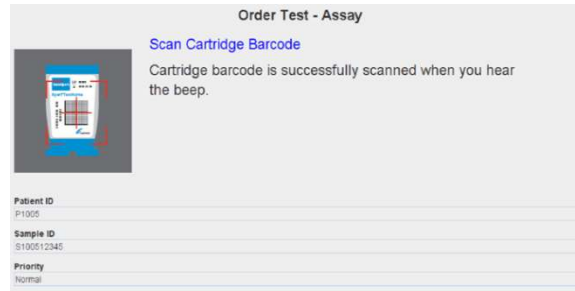 Order Test - Assay
Scan Cartridge Barcode
Cartridge barcode is successfully scanned when you hear
the beep.
Patient ID
P1005
Sample ID
S100512345
Priority
Normal